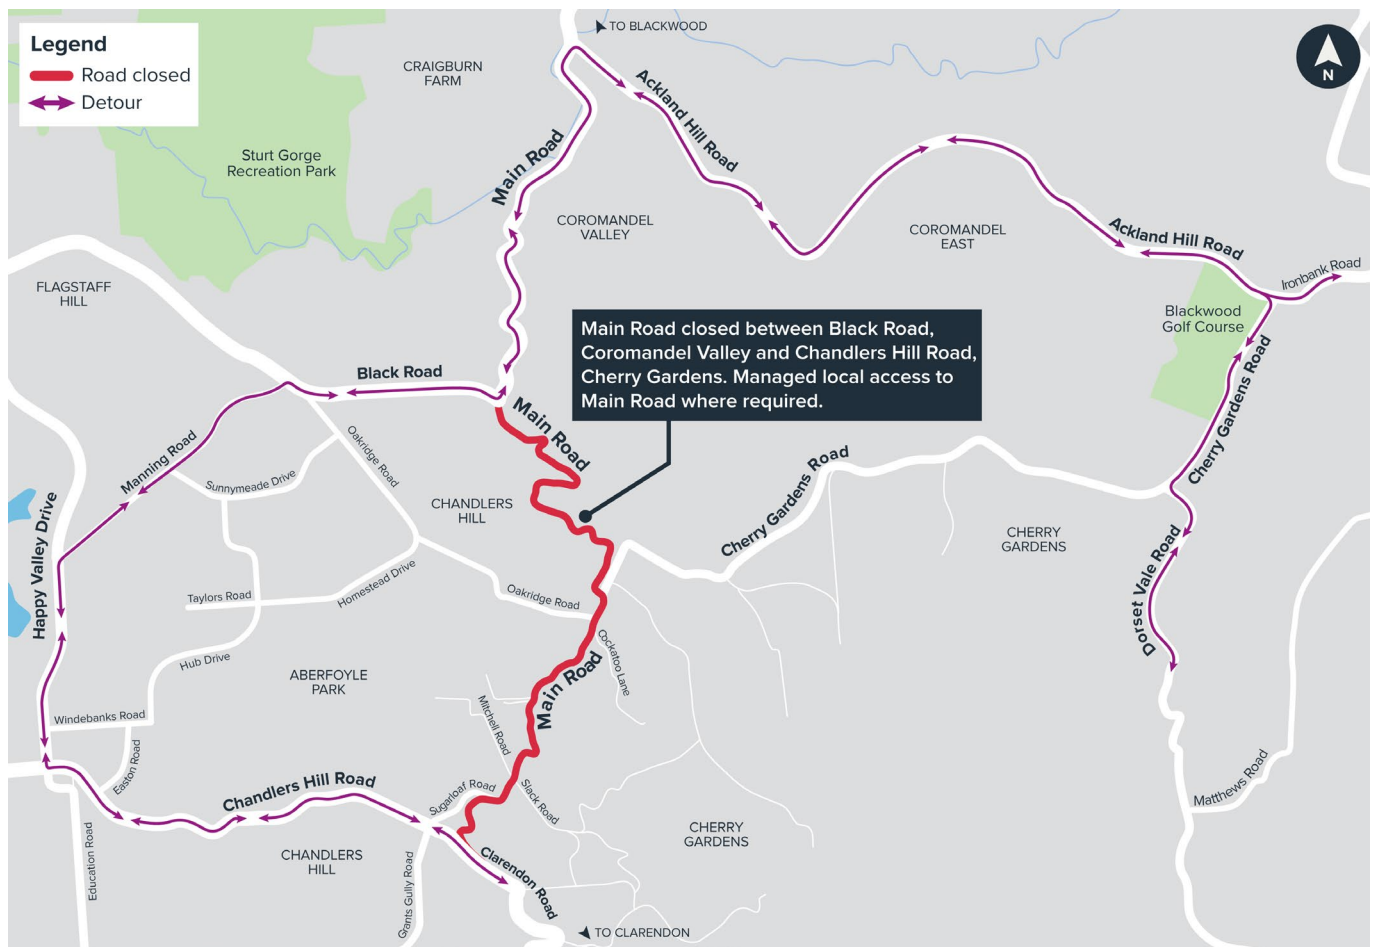 TO BLACKWOOD
Legend
Road closed
Detour
N
CRAIGBURN
FARM
Ackland Hill Road
Main Road
Sturt Gorge
Recreation Park
COROMANDEL
VALLEY
COROMANDEL
EAST
Ackland Hill Road
Ironbank Road
FLAGSTAFF
HILL
Blackwood
Golf Course
Main Road closed between Black Road,
Coromandel Valley and Chandlers Hill Road,
Cherry Gardens. Managed local access to
Main Road where required.
Black Road
Main Road
Cherry Gardens Road
Manning Road
Oakridge Road
Sunnymeade Drive
Cherry Gardens Road
CHANDLERS
HILL
CHERRY
GARDENS
Happy Valley Drive
Dorset Vale Road
Homestead Drive
Taylors Road
Oakridge Road
Cockatoo Lane
Hub Drive
ABERFOYLE
PARK
Main Road
Mitchell Road
Windebanks Road
Easton Road
Matthews Road
Chandlers Hill Road
Sugarloaf Road
Slack Road
CHERRY
GARDENS
Education Road
CHANDLERS
HILL
Grants Gully Road
Clarendon Road
TO CLARENDON